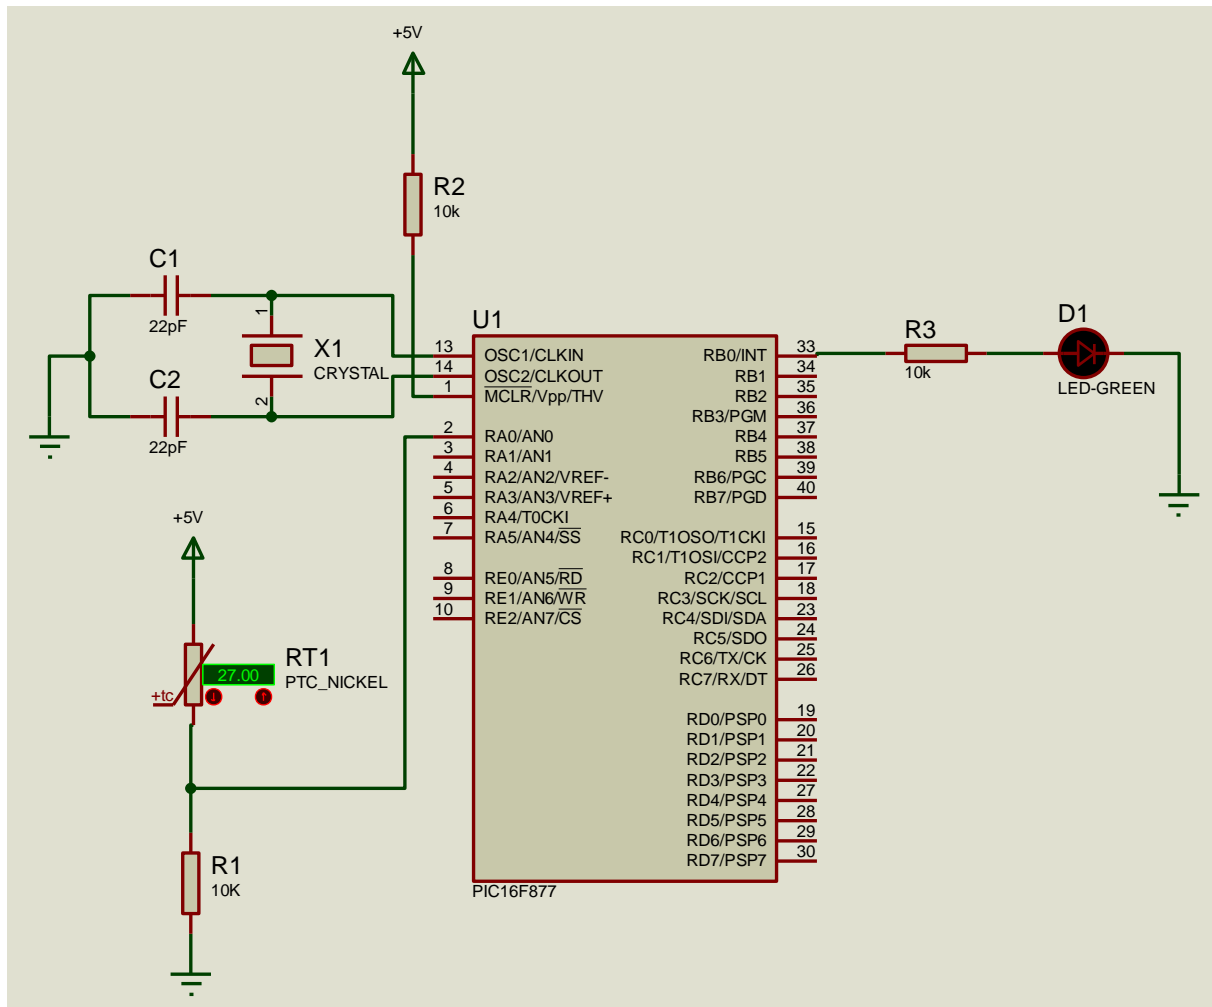 +5V
R2
10k
C1
22pF
1
X1
CRYSTAL
C2
2
22pF
U1
13
OSC1/CLKIN
14
OSC2/CLKOUT
1
MCLR/Vpp/THV
2
RA0/AN0
3
RA1/AN1
4
RA2/AN2/VREF-
5
RA3/AN3/VREF+
6
RA4/T0CKI
7
RA5/AN4/SS
8
RE0/AN5/RD
9
RE1/AN6/WR
10
RE2/AN7/CS
RB0/INT
33
RB1
34
RB2
35
RB3/PGM
36
RB4
37
RB5
38
RB6/PGC
39
RB7/PGD
40
RC0/T1OSO/T1CKI
15
RC1/T1OSI/CCP2
16
RC2/CCP1
17
RC3/SCK/SCL
18
RC4/SDI/SDA
23
RC5/SDO
24
RC6/TX/CK
25
RC7/RX/DT
26
RD0/PSP0
19
RD1/PSP1
20
RD2/PSP2
21
RD3/PSP3
22
RD4/PSP4
27
RD5/PSP5
28
RD6/PSP6
29
RD7/PSP7
30
PIC16F877
R3
10k
D1
LED-GREEN
+5V
RT1
27.00
PTC_NICKEL
+tc
R1
10K